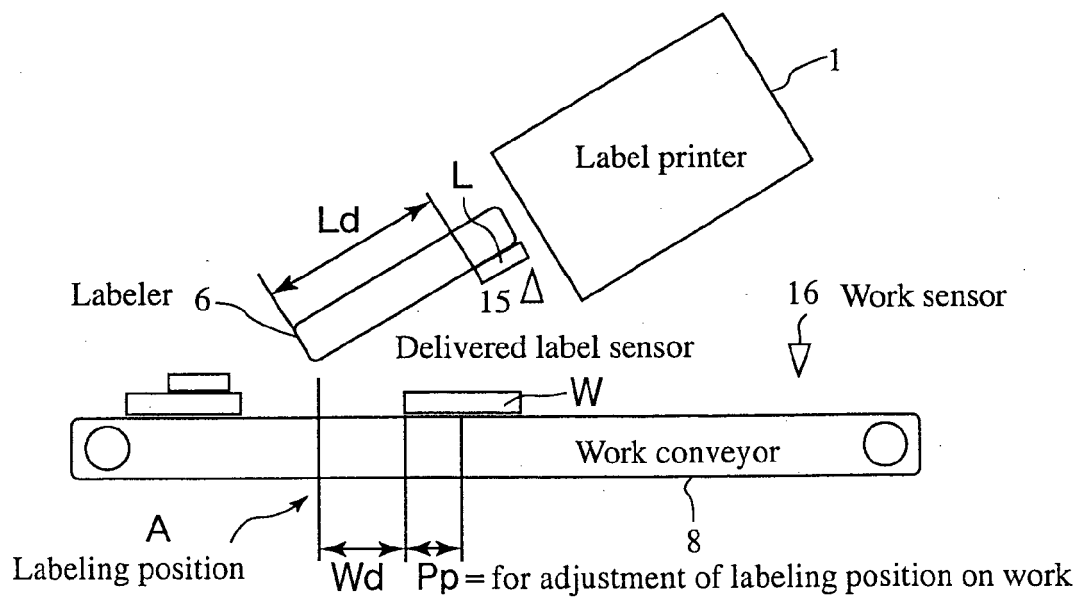 1
Label printer
L
Ld
Labeler 6
15
16 Work sensor
Delivered label sensor
W
Work conveyor
A
8
Labeling position
Wd Pp = for adjustment of labeling position on work